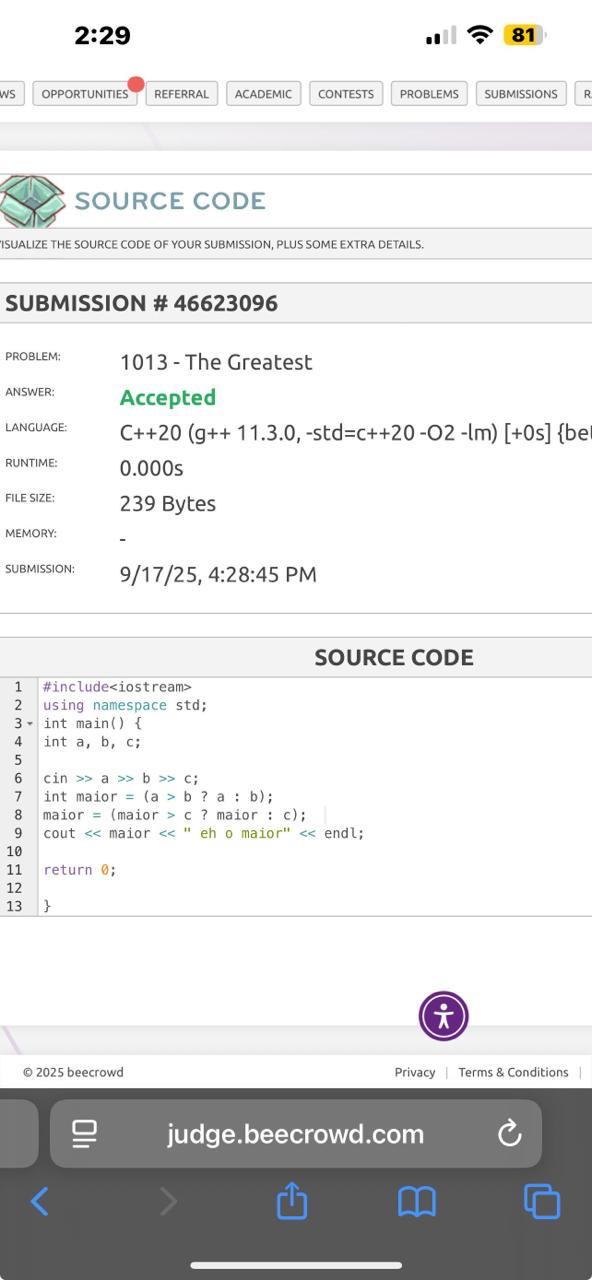 2:29
81
WS OPPORTUNITIES REFERRAL ACADEMIC CONTESTS PROBLEMS SUBMISSIONS
SOURCE CODE
ISUALIZE THE SOURCE CODE OF YOUR SUBMISSION, PLUS SOME EXTRA DETAILS.
SUBMISSION # 46623096
PROBLEM: 1013 - The Greatest
ANSWER: Accepted
LANGUAGE: C++20 (g++ 11.3.0, -std=c++20 -O2 -lm) [+0s] {be
RUNTIME: 0.000s
FILE SIZE: 239 Bytes
MEMORY: -
SUBMISSION: 9/17/25, 4:28:45 PM
SOURCE CODE
1 #include<iostream>
2 using namespace std;
3 int main() {
4 int a, b, c;
5
6 cin >> a >> b >> c;
7 int maior = (a > b ? a : b);
8 maior = (maior > c ? maior : c);
9 cout << maior << " eh o maior" << endl;
10
11 return 0;
12
13 }
© 2025 beecrowd Privacy | Terms & Conditions |
judge.beecrowd.com